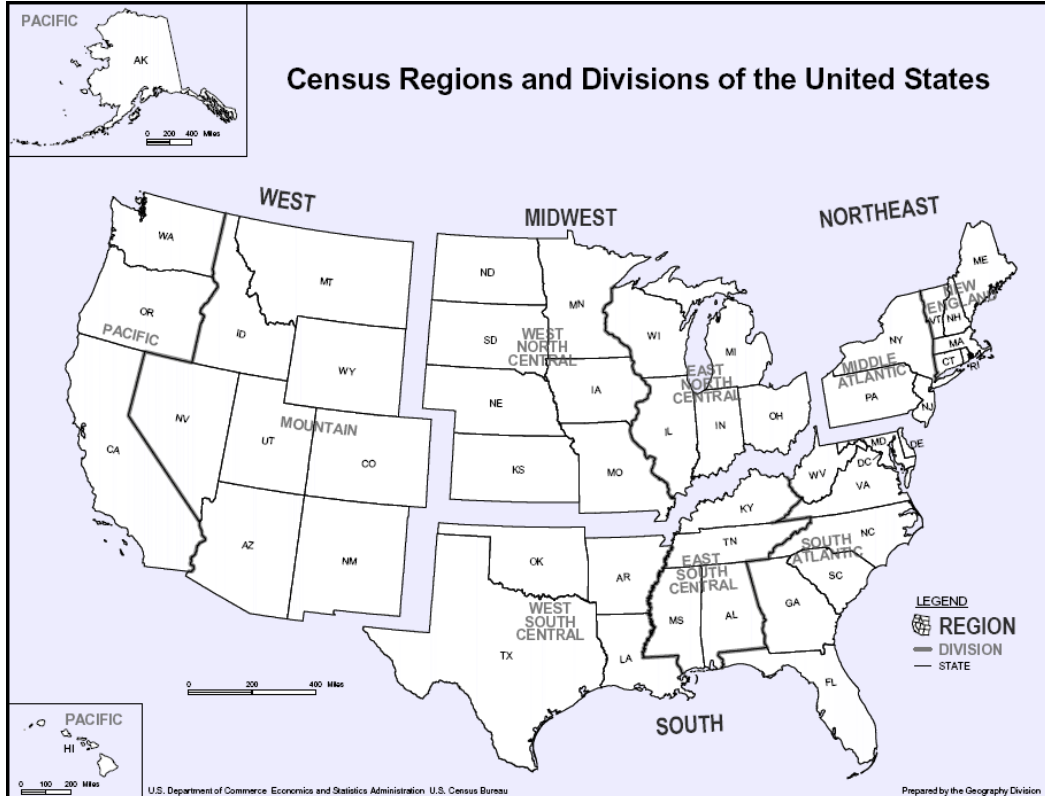 PACIFIC
AK
0 200 400 Miles
Census Regions and Divisions of the United States
WEST
MIDWEST
NORTHEAST
WA
MT
OR
ID
PACIFIC
WY
NV
UT
MOUNTAIN
CO
CA
AZ
NM
ND
MN
SD
WEST
NORTH
CENTRAL
NE
IA
KS
MO
WI
MI
EAST
NORTH
CENTRAL
IL
IN
OH
ME
NEW
ENGLAND
VT
NH
NY
MA
CT
RI
MIDDLE
ATLANTIC
PA
NJ
MD
DE
DC
WV
VA
KY
NC
TN
SOUTH
ATLANTIC
SC
EAST
SOUTH
CENTRAL
MS
AL
GA
FL
OK
AR
WEST
SOUTH
CENTRAL
TX
LA
SOUTH
LEGEND
REGION
DIVISION
STATE
0 200 400 Miles
PACIFIC
HI
0 100 200 Miles
U.S. Department of Commerce Economics and Statistics Administration U.S. Census Bureau
Prepared by the Geography Division